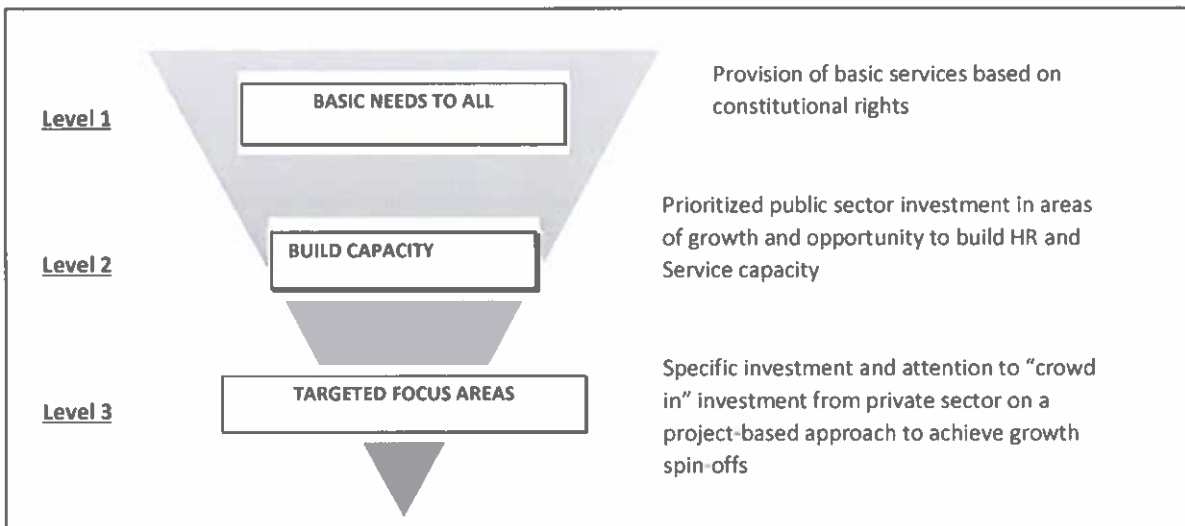 Level 1
BASIC NEEDS TO ALL
Provision of basic services based on
constitutional rights
Level 2
BUILD CAPACITY
Prioritized public sector investment in areas
of growth and opportunity to build HR and
Service capacity
Level 3
TARGETED FOCUS AREAS
Specific investment and attention to “crowd
in” investment from private sector on a
project-based approach to achieve growth
spin-offs